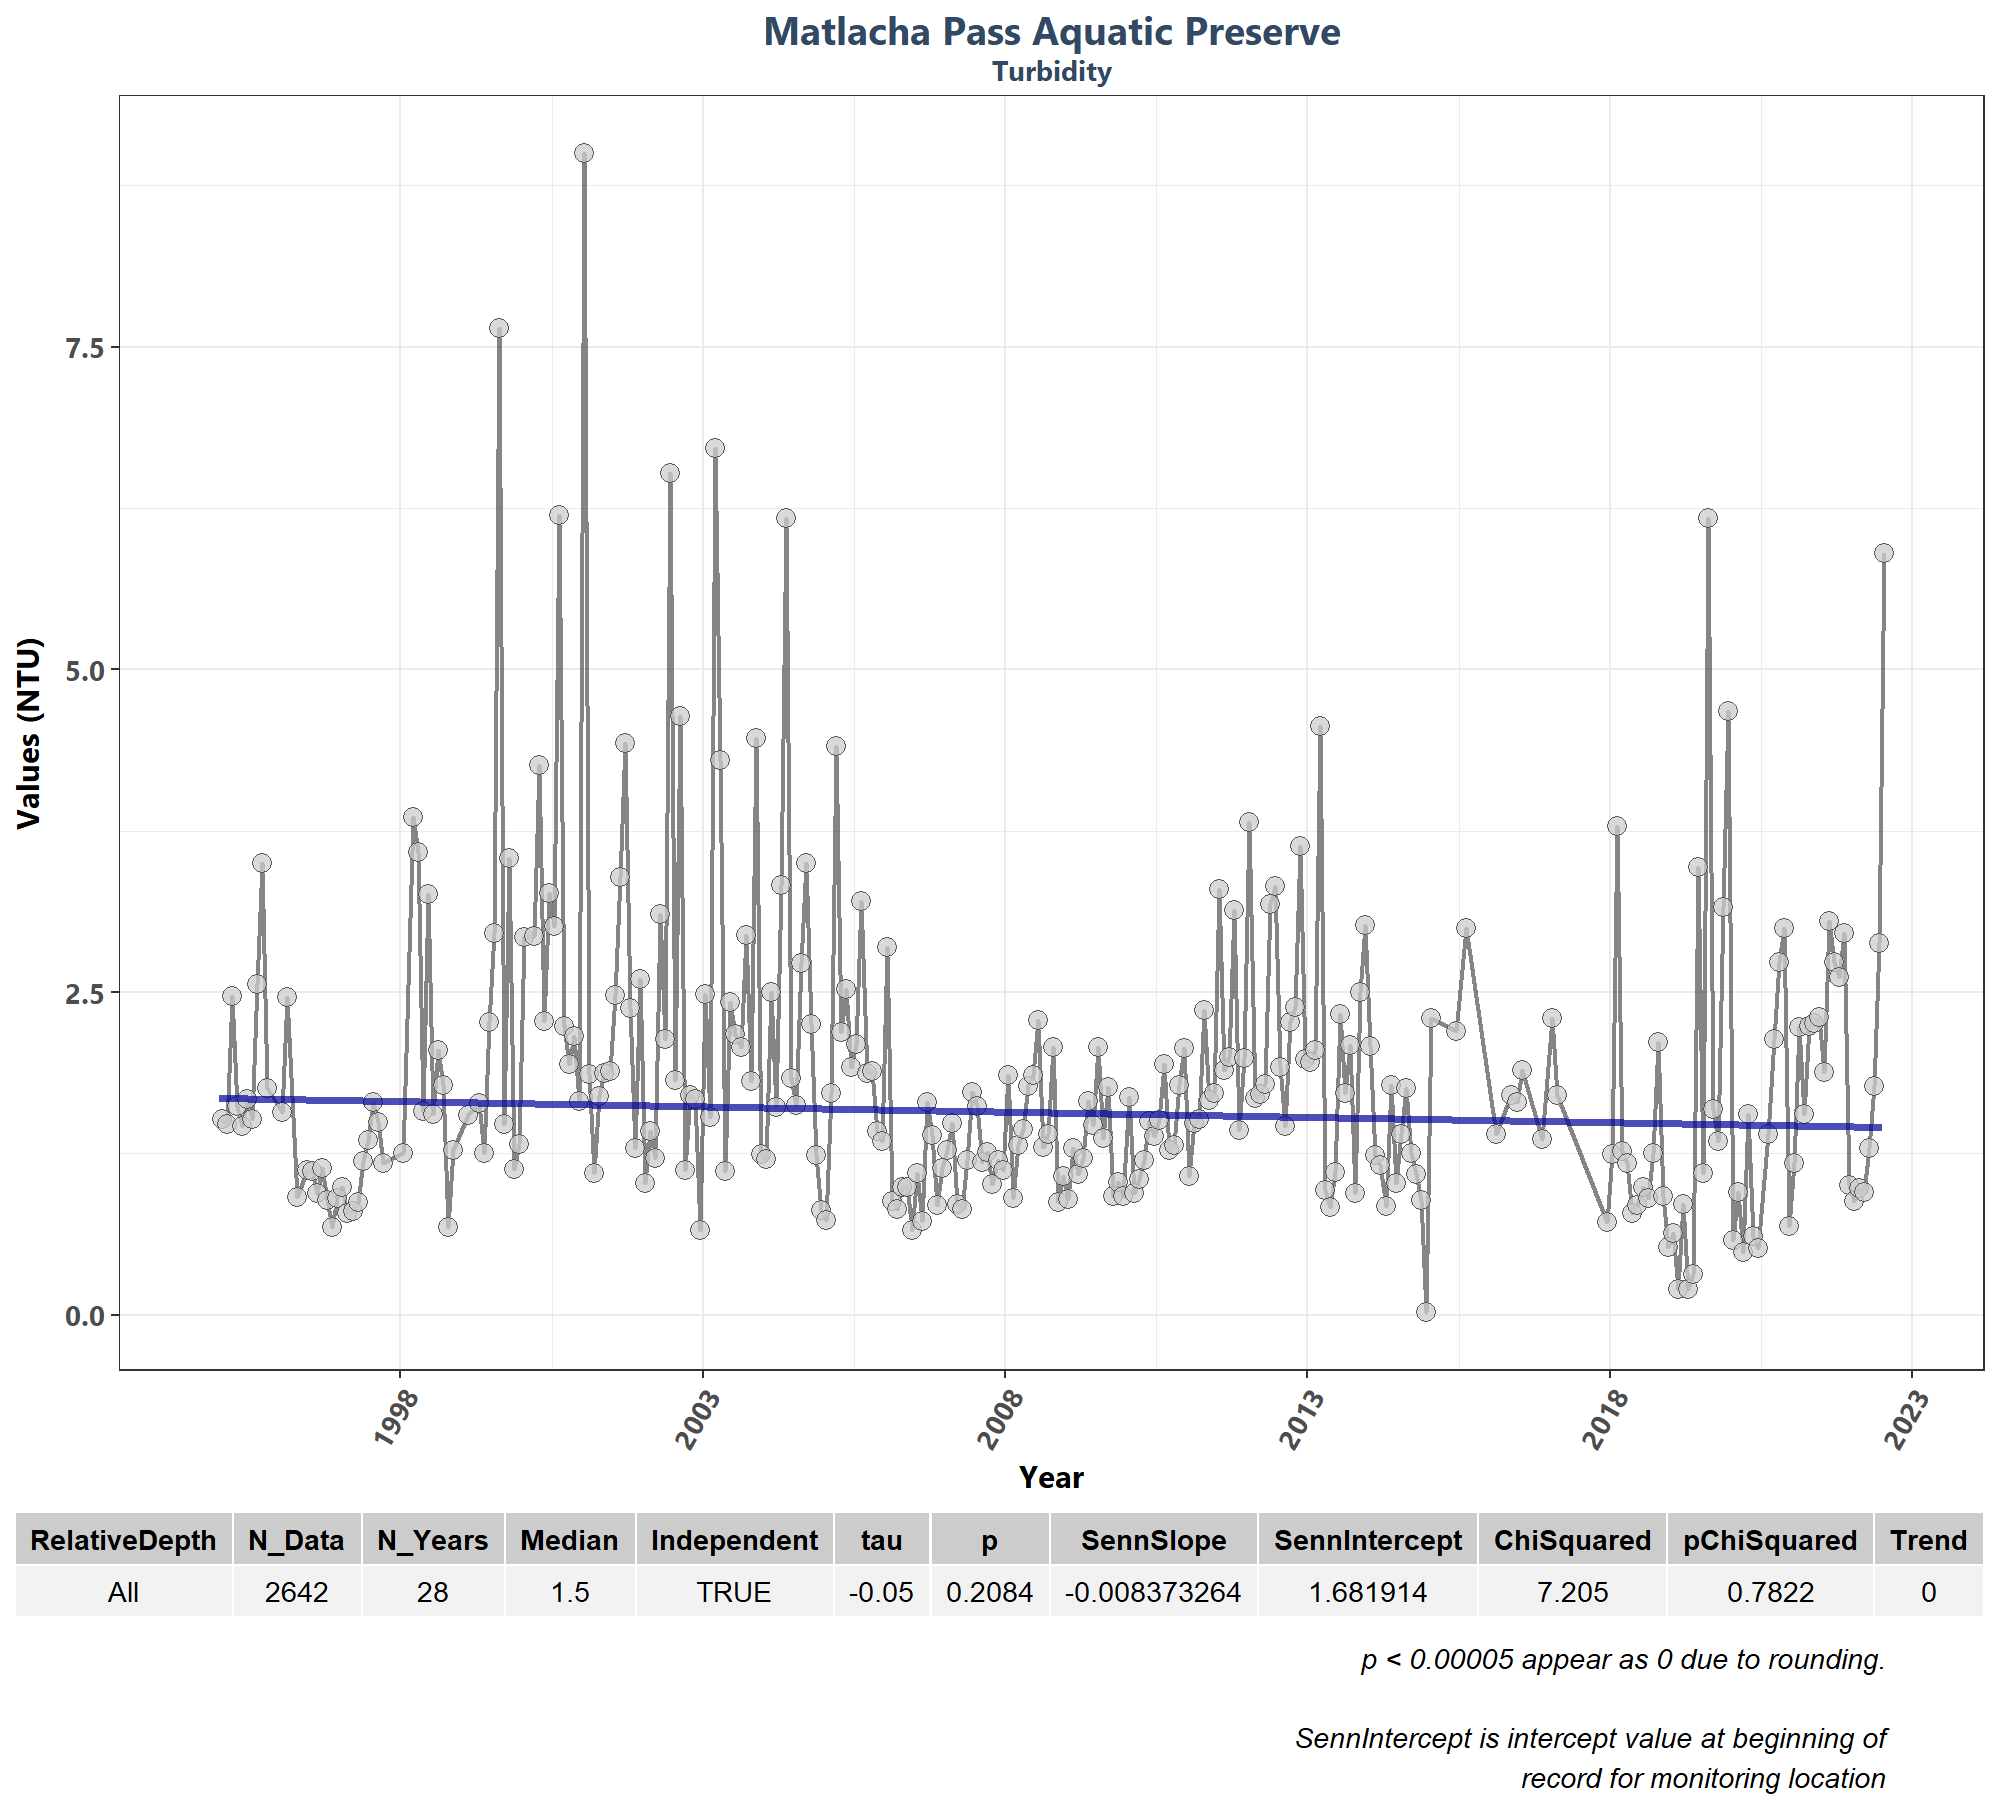 Matlacha Pass Aquatic Preserve
Turbidity
Values (NTU)
7.5
5.0
2.5
0.0
1998 2003 2008 2013 2018 2023
Year
RelativeDepth N_Data N_Years Median Independent tau p SennSlope SennIntercept ChiSquared pChiSquared Trend
All 2642 28 1.5 TRUE -0.05 0.2084 -0.008373264 1.681914 7.205 0.7822 0
p < 0.00005 appear as 0 due to rounding.
SennIntercept is intercept value at beginning of
record for monitoring location